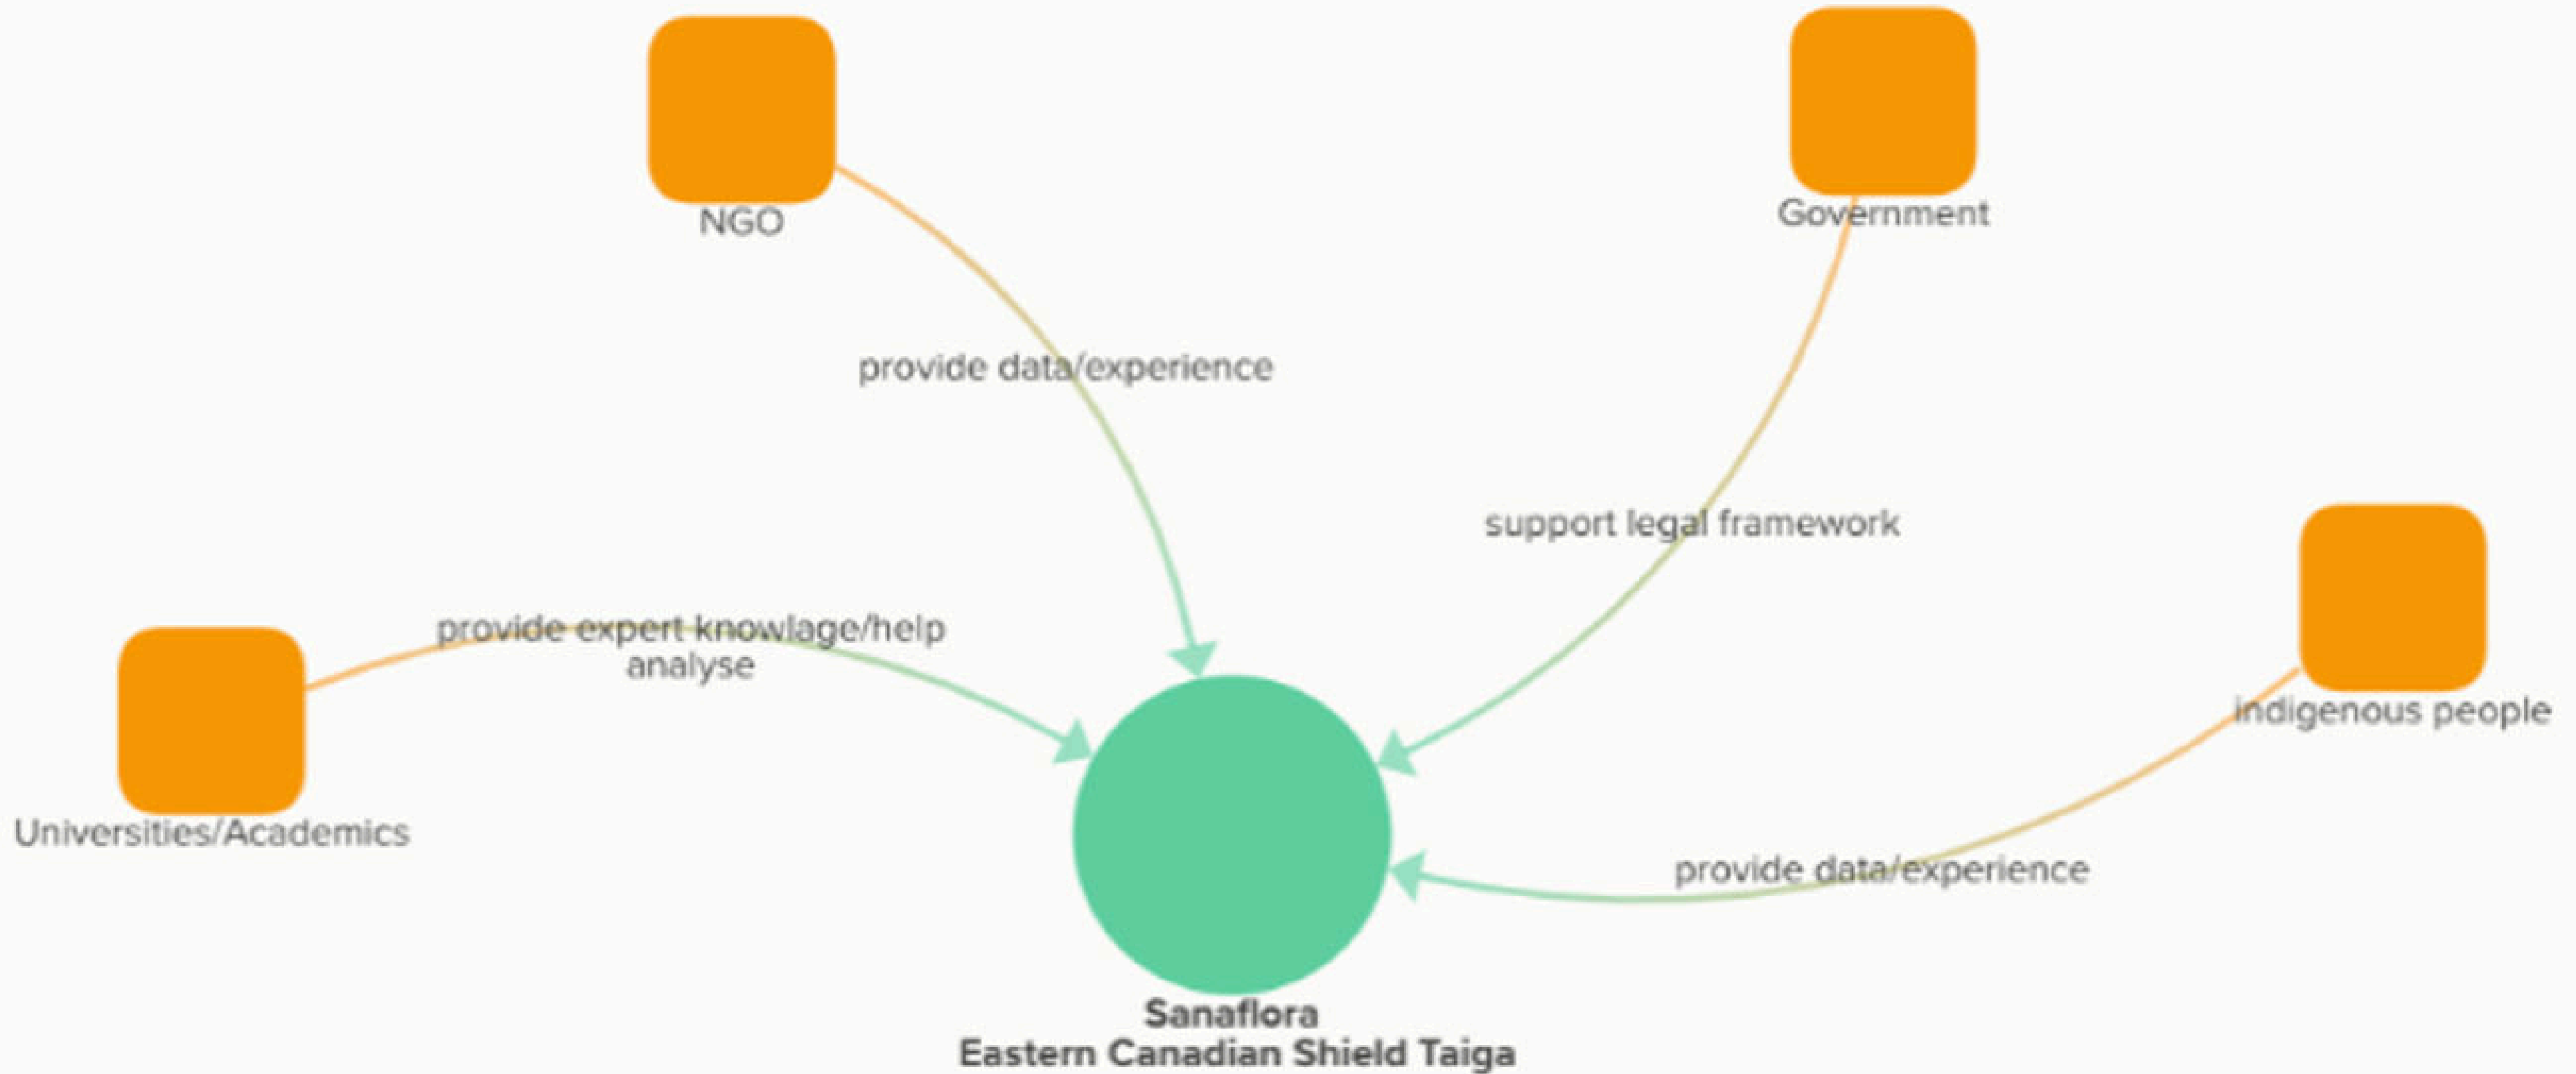 NGO
Government
provide data/experience
support legal framework
provide expert knowlage/help
analyse
indigenous people
Universities/Academics
provide data/experience
Sanaflora
Eastern Canadian Shield Taiga